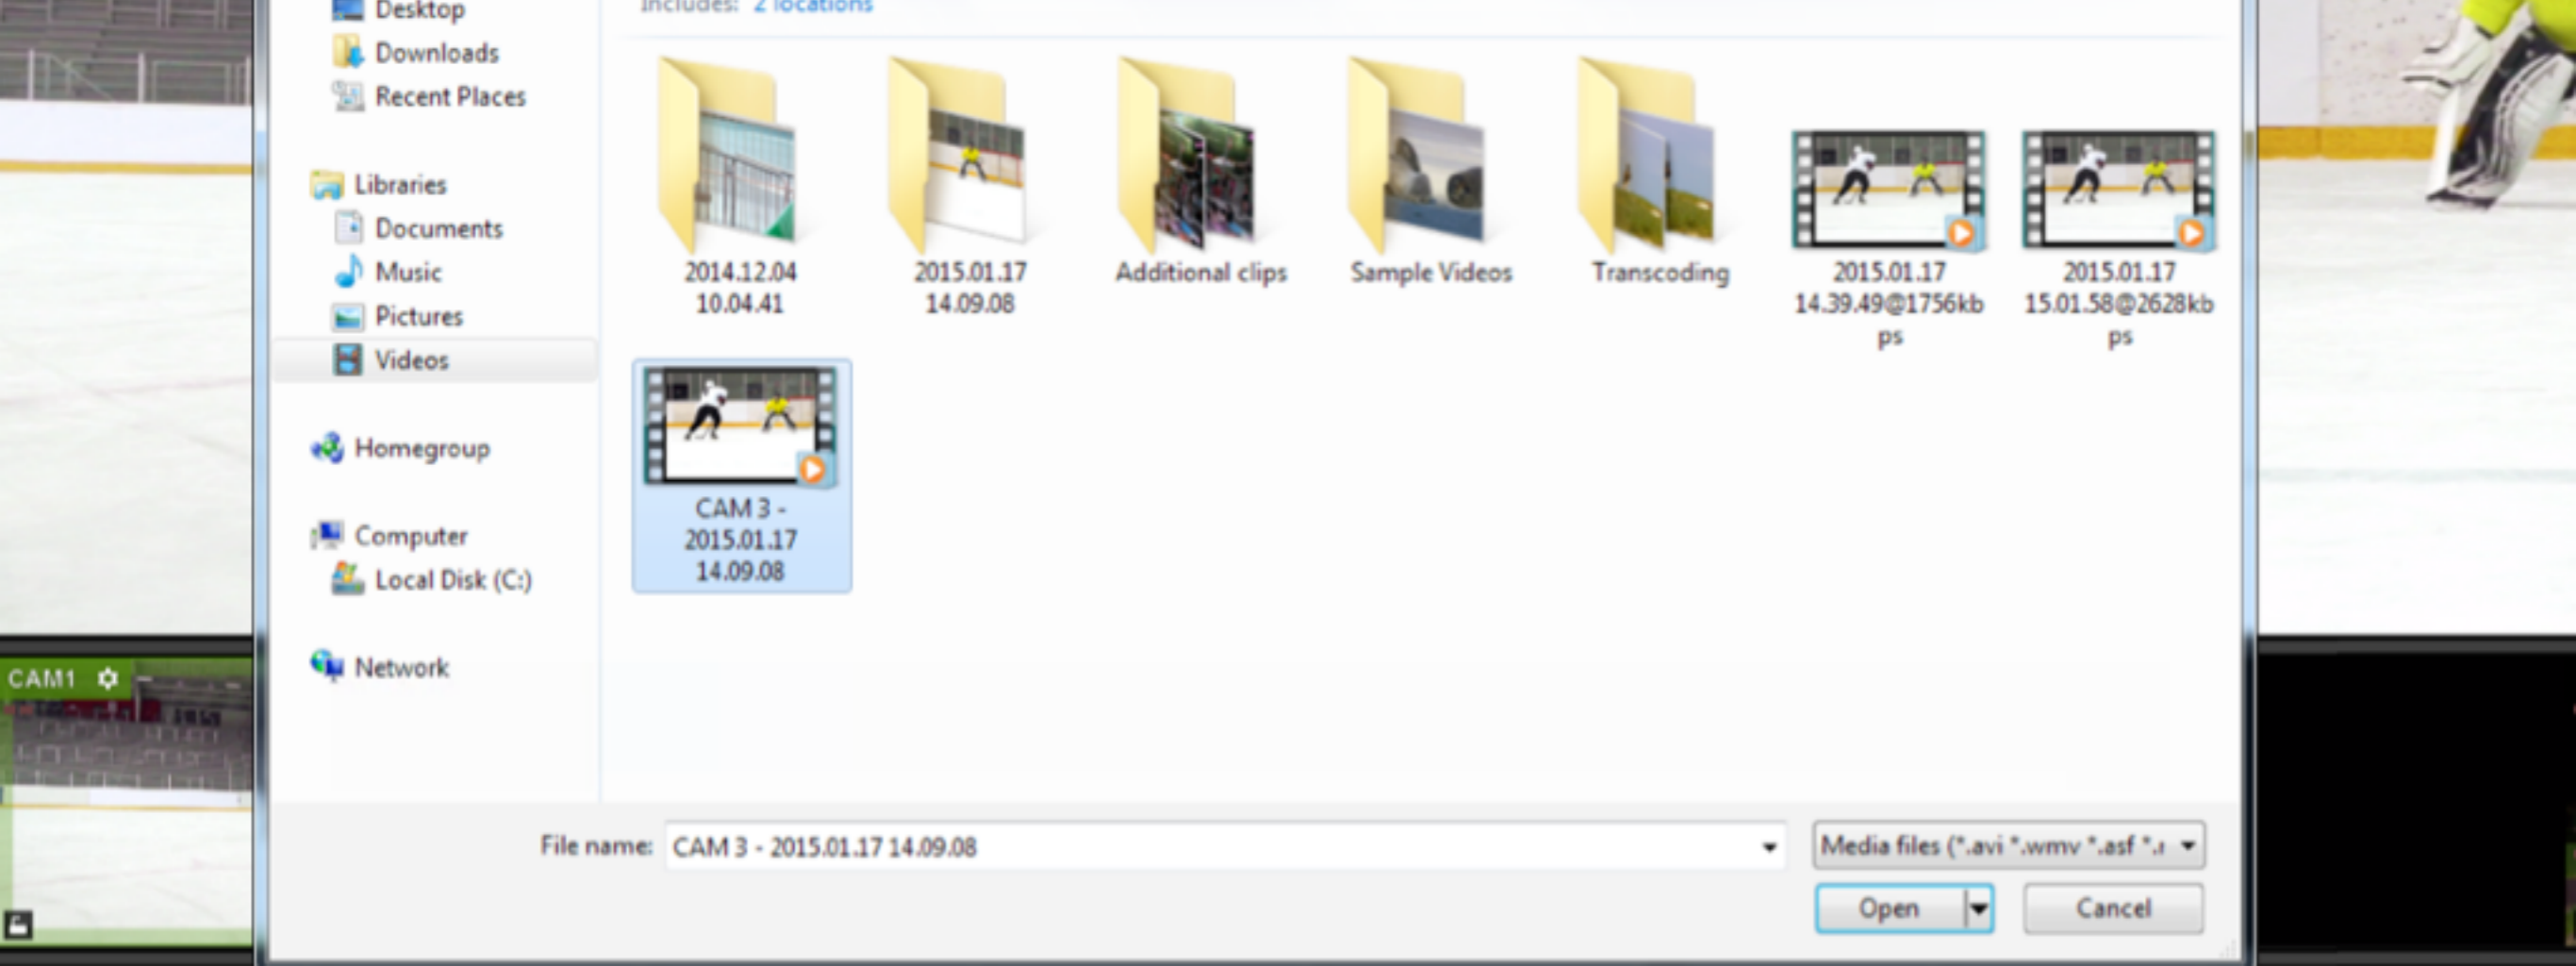 Desktop
Includes: 2 locations
Downloads
Recent Places
Libraries
Documents
Music
Pictures
Videos
Homegroup
Computer
Local Disk (C:)
Network
2014.12.04
10.04.41
2015.01.17
14.09.08
Additional clips
Sample Videos
Transcoding
2015.01.17
14.39.49@1756kb
ps
2015.01.17
15.01.58@2628kb
ps
CAM 3 -
2015.01.17
14.09.08
CAM1
File name: CAM 3 - 2015.01.17 14.09.08
Media files (*.avi *.wmv *.asf *.
Open
Cancel